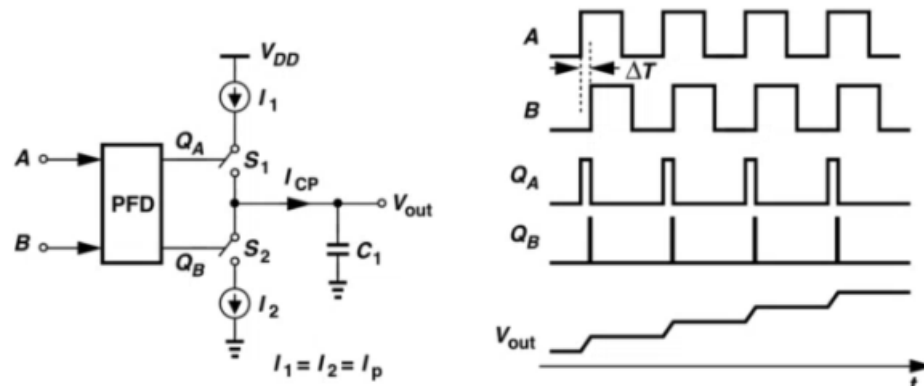 V_DD
I_1
A
Q_A
S_1
I_CP
PFD
V_out
B
Q_B
S_2
C_1
I_2
I_1 = I_2 = I_p
A
ΔT
B
Q_A
Q_B
V_out
t